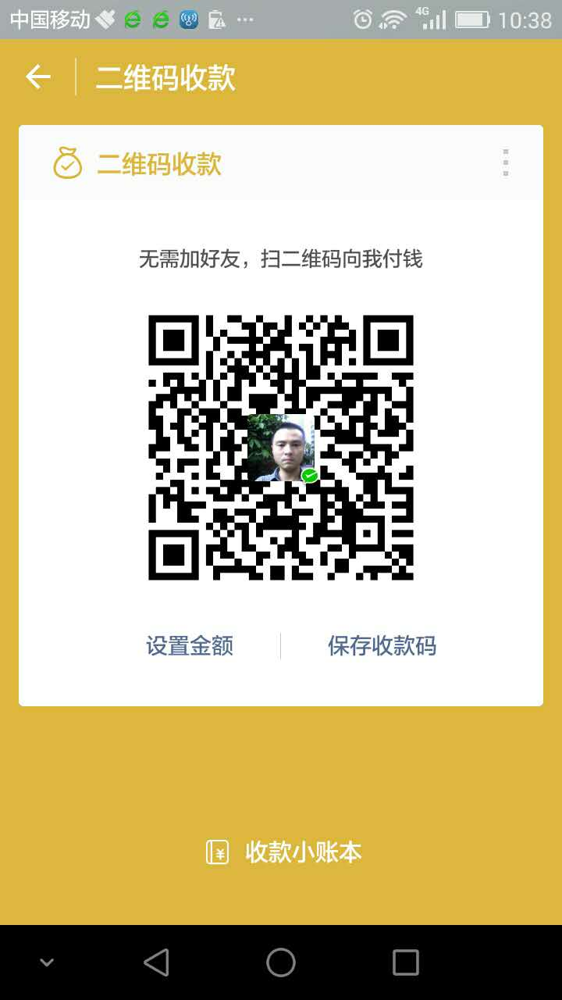 中国移动 4G 10:38
二维码收款
二维码收款
无需加好友，扫二维码向我付钱
设置金额 保存收款码
收款小账本